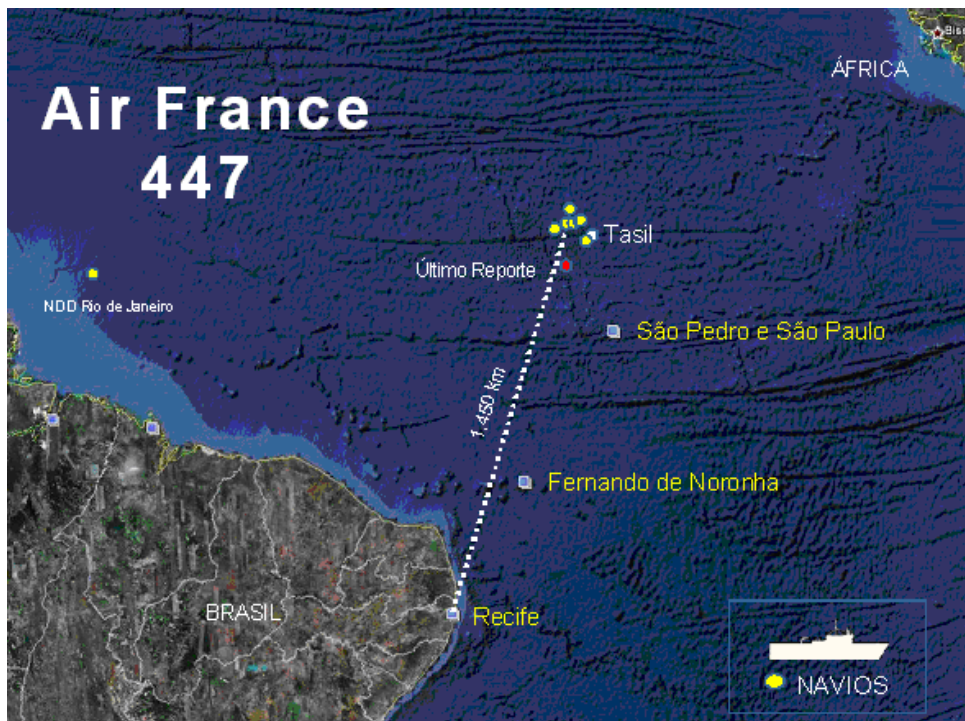 Air France
447
ÁFRICA
Tasil
Último Reporte
NDD Rio de Janeiro
São Pedro e São Paulo
1.450 km
Fernando de Noronha
BRASIL
Recife
NAVIOS